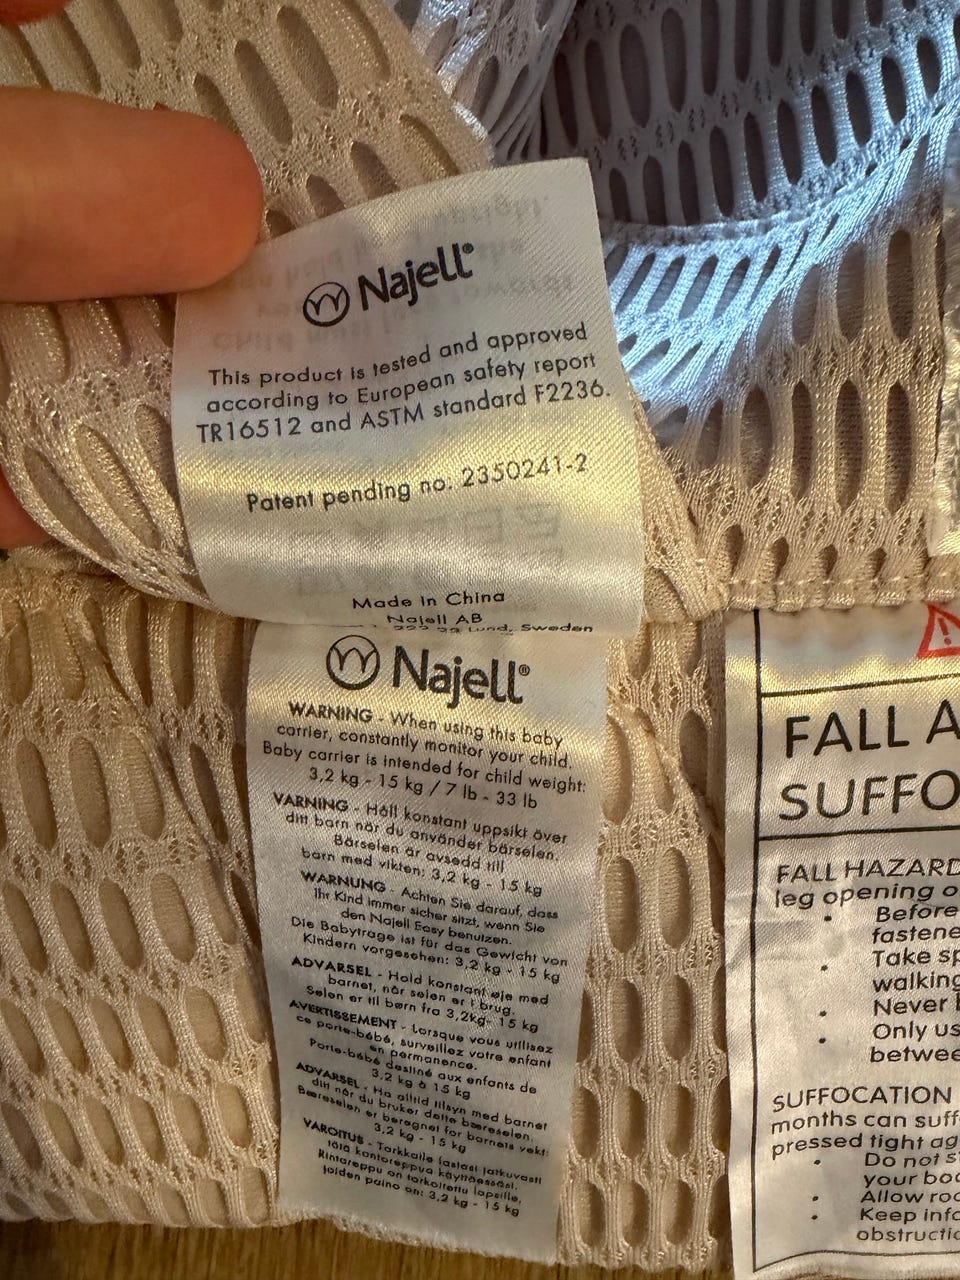 Najell®
This product is tested and approved
according to European safety report
TR16512 and ASTM standard F2236.
Patent pending no. 2350241-2
Made in China
Najell AB
Lund, Sweden
Najell®
WARNING - When using this baby
carrier, constantly monitor your child.
Baby carrier is intended for child weight:
3,2 kg - 15 kg / 7 lb - 33 lb
VARNING - Håll konstant uppsikt över
ditt barn når du använder bärselen.
Bärselen är avsedd till
barn med vikten: 3,2 kg - 15 kg
WARNUNG - Achten Sie darauf, dass
Ihr Kind immer sicher sitzt, wenn Sie
den Najell Easy benutzen.
Die Babytrage ist für das Gewicht von
Kindern vorgesehen: 3,2 kg - 15 kg
ADVARSEL - Hold konstant øje med
barnet, når selen er i brug.
Selen er til børn fra 3,2kg- 15 kg
AVERTISSEMENT - Lorsque vous utilisez
ce porte-bébé, surveillez votre enfant
en permanence.
Porte-bébé destiné aux enfants de
3,2 kg à 15 kg
ADVARSEL - Ha alltid tilsyn med barnet
ditt når du bruker dette bæreselen.
Bæreselen er beregnet for barnets vekt:
3,2 kg - 15 kg
VAROITUS - Tarkkaile lastasi jatkuvasti
tätä kantoreppua käyttäessäsi.
Rintareppu on tarkoitettu lapsille,
joiden paino on: 3,2 kg - 15 kg
FALL A
SUFFO
FALL HAZARD
leg opening o
• Before
fastene
• Take sp
walking
• Never
• Only us
betwee
SUFFOCATION
months can suff
pressed tight ag
• Do not s
your bod
• Allow roo
• Keep info
obstructio